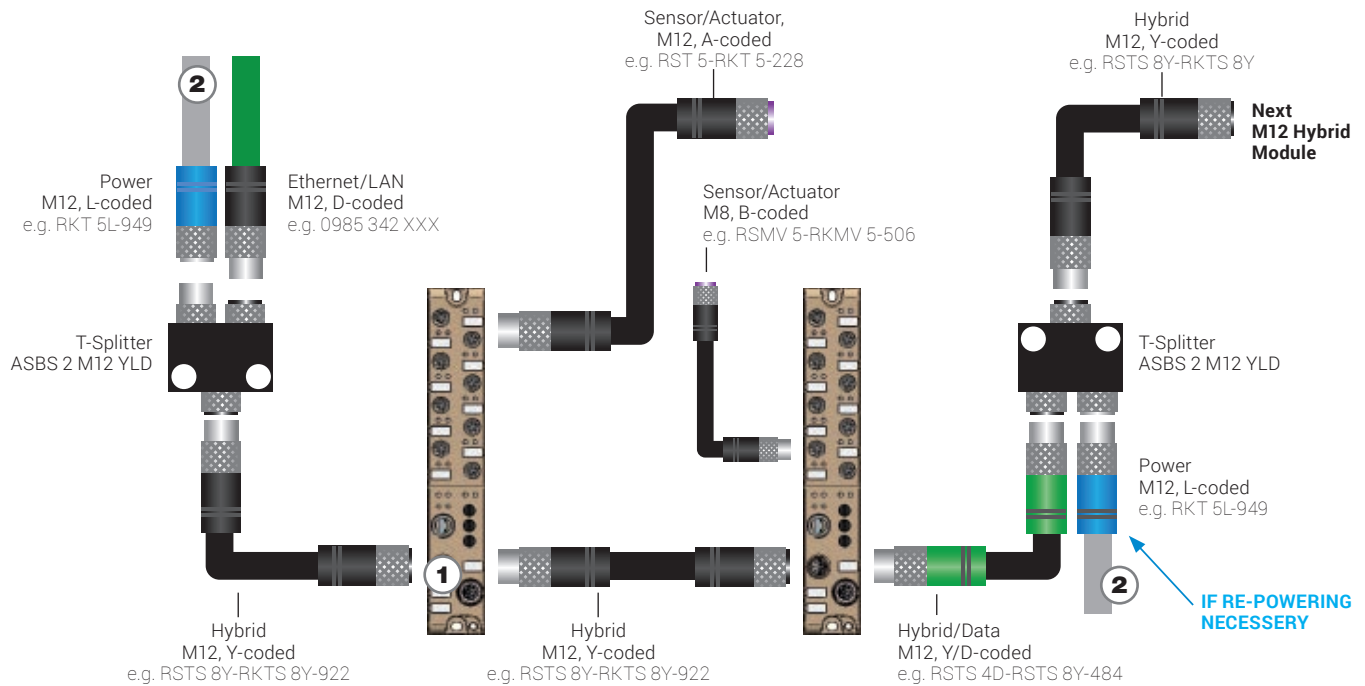 Sensor/Actuator,
M12, A-coded
e.g. RST 5-RKT 5-228
Hybrid
M12, Y-coded
e.g. RSTS 8Y-RKTS 8Y
Next
M12 Hybrid
Module
2
Power
M12, L-coded
e.g. RKT 5L-949
Ethernet/LAN
M12, D-coded
e.g. 0985 342 XXX
Sensor/Actuator
M8, B-coded
e.g. RSMV 5-RKMV 5-506
T-Splitter
ASBS 2 M12 YLD
T-Splitter
ASBS 2 M12 YLD
Power
M12, L-coded
e.g. RKT 5L-949
1
2
IF RE-POWERING
NECESSERY
Hybrid
M12, Y-coded
e.g. RSTS 8Y-RKTS 8Y-922
Hybrid
M12, Y-coded
e.g. RSTS 8Y-RKTS 8Y-922
Hybrid/Data
M12, Y/D-coded
e.g. RSTS 4D-RSTS 8Y-484